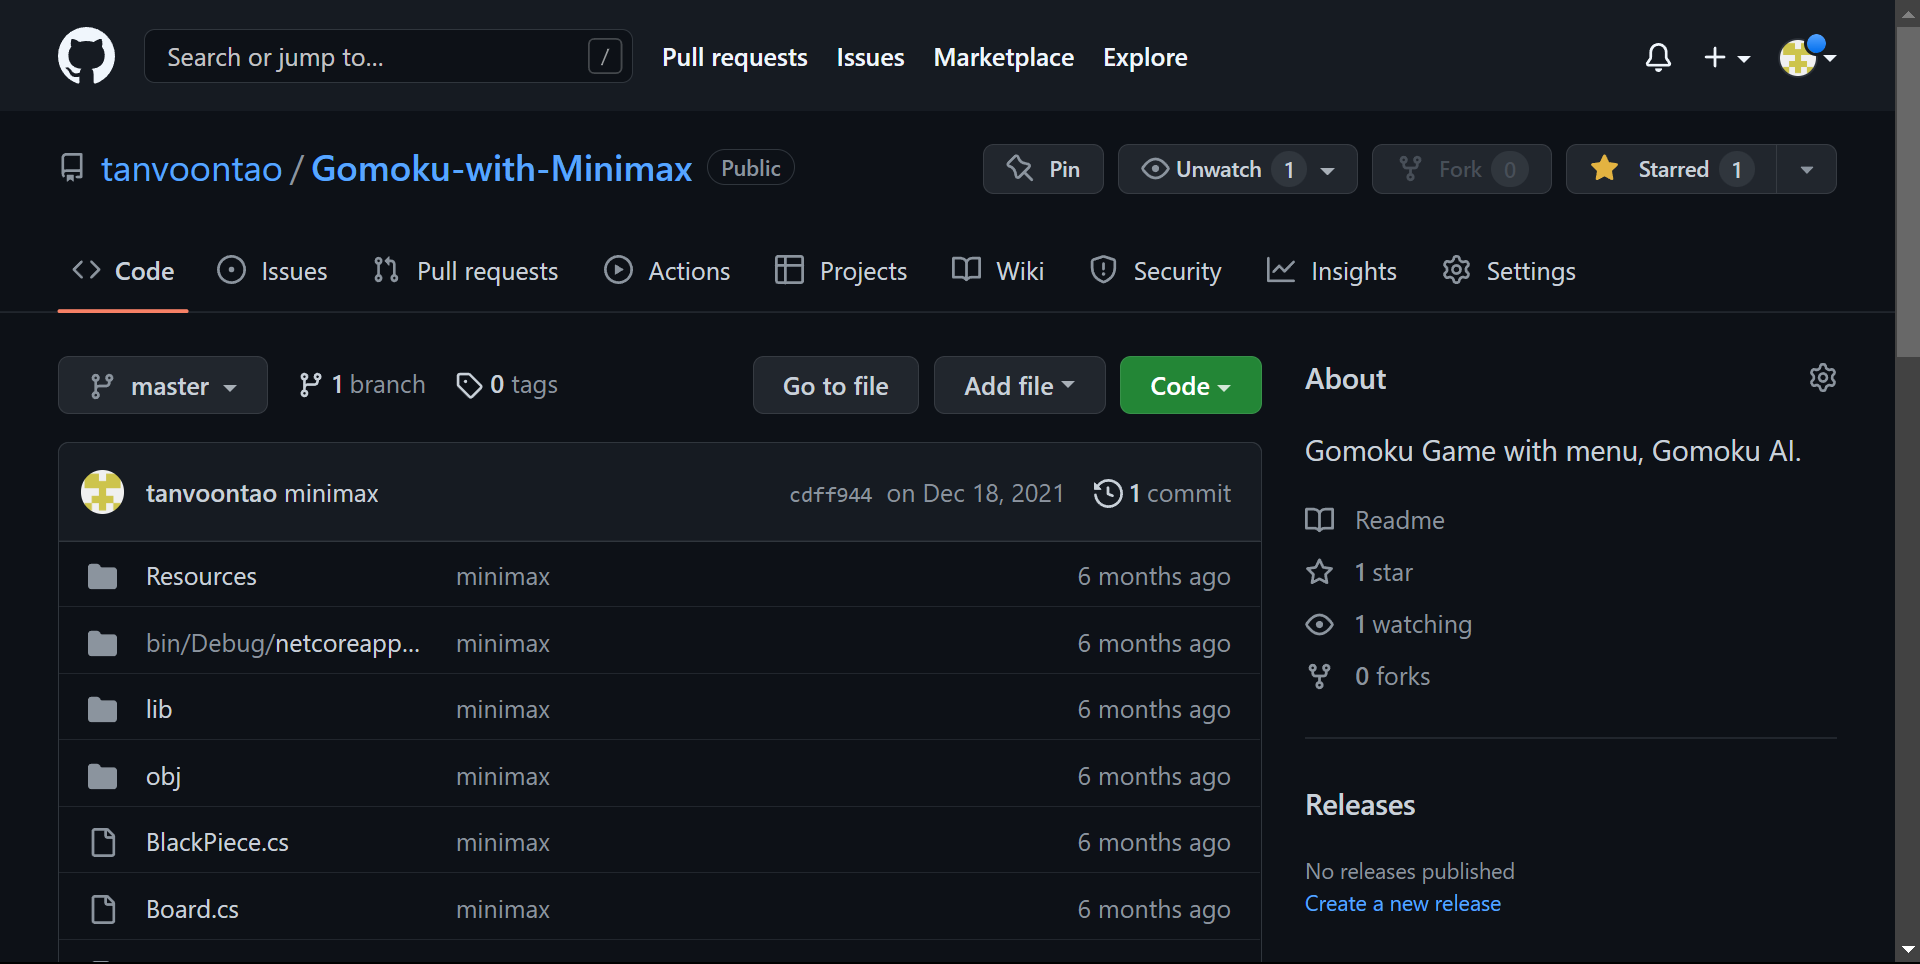 Search or jump to... /
Pull requests Issues Marketplace Explore
tanvoontao / Gomoku-with-Minimax Public
Pin Unwatch 1 Fork 0 Starred 1
Code Issues Pull requests Actions Projects Wiki Security Insights Settings
master 1 branch 0 tags Go to file Add file Code
tanvoontao minimax cdff944 on Dec 18, 2021 1 commit
Resources minimax 6 months ago
bin/Debug/netcoreapp... minimax 6 months ago
lib minimax 6 months ago
obj minimax 6 months ago
BlackPiece.cs minimax 6 months ago
Board.cs minimax 6 months ago
About
Gomoku Game with menu, Gomoku AI.
Readme
1 star
1 watching
0 forks
Releases
No releases published
Create a new release